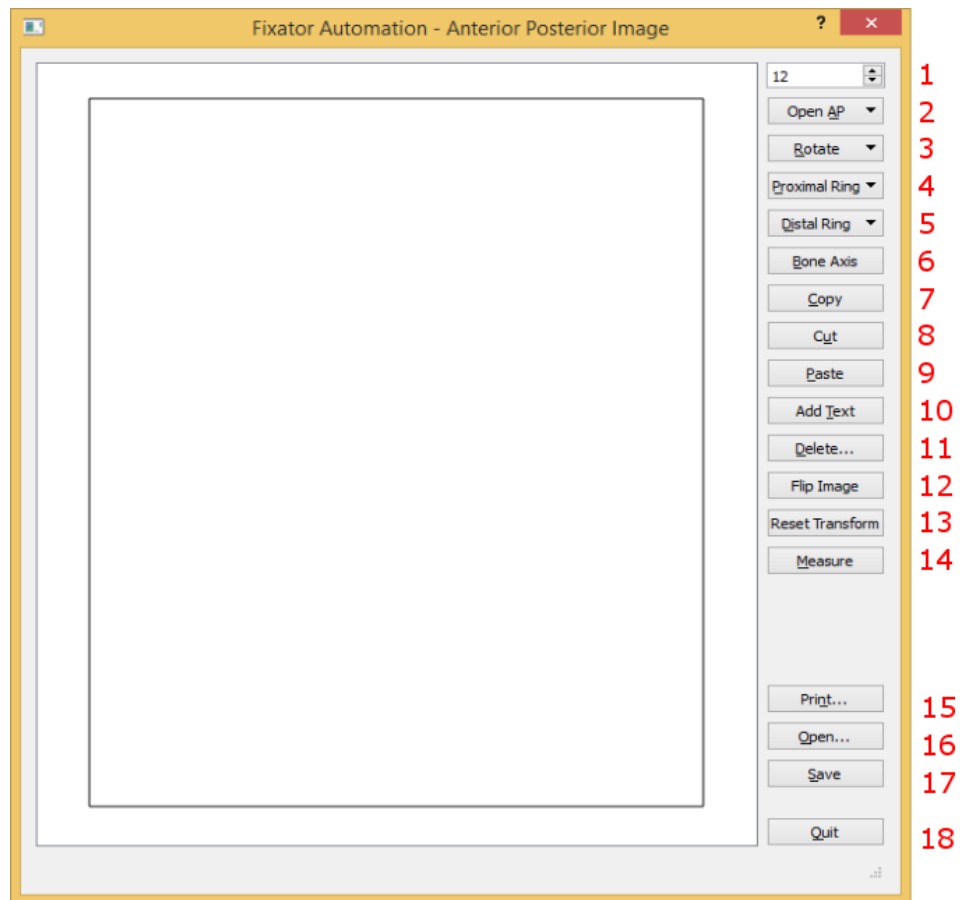 Fixator Automation - Anterior Posterior Image ? ×
12 1
Open AP 2
Rotate 3
Proximal Ring 4
Distal Ring 5
Bone Axis 6
Copy 7
Cut 8
Paste 9
Add Text 10
Delete... 11
Flip Image 12
Reset Transform 13
Measure 14
Print... 15
Open... 16
Save 17
Quit 18